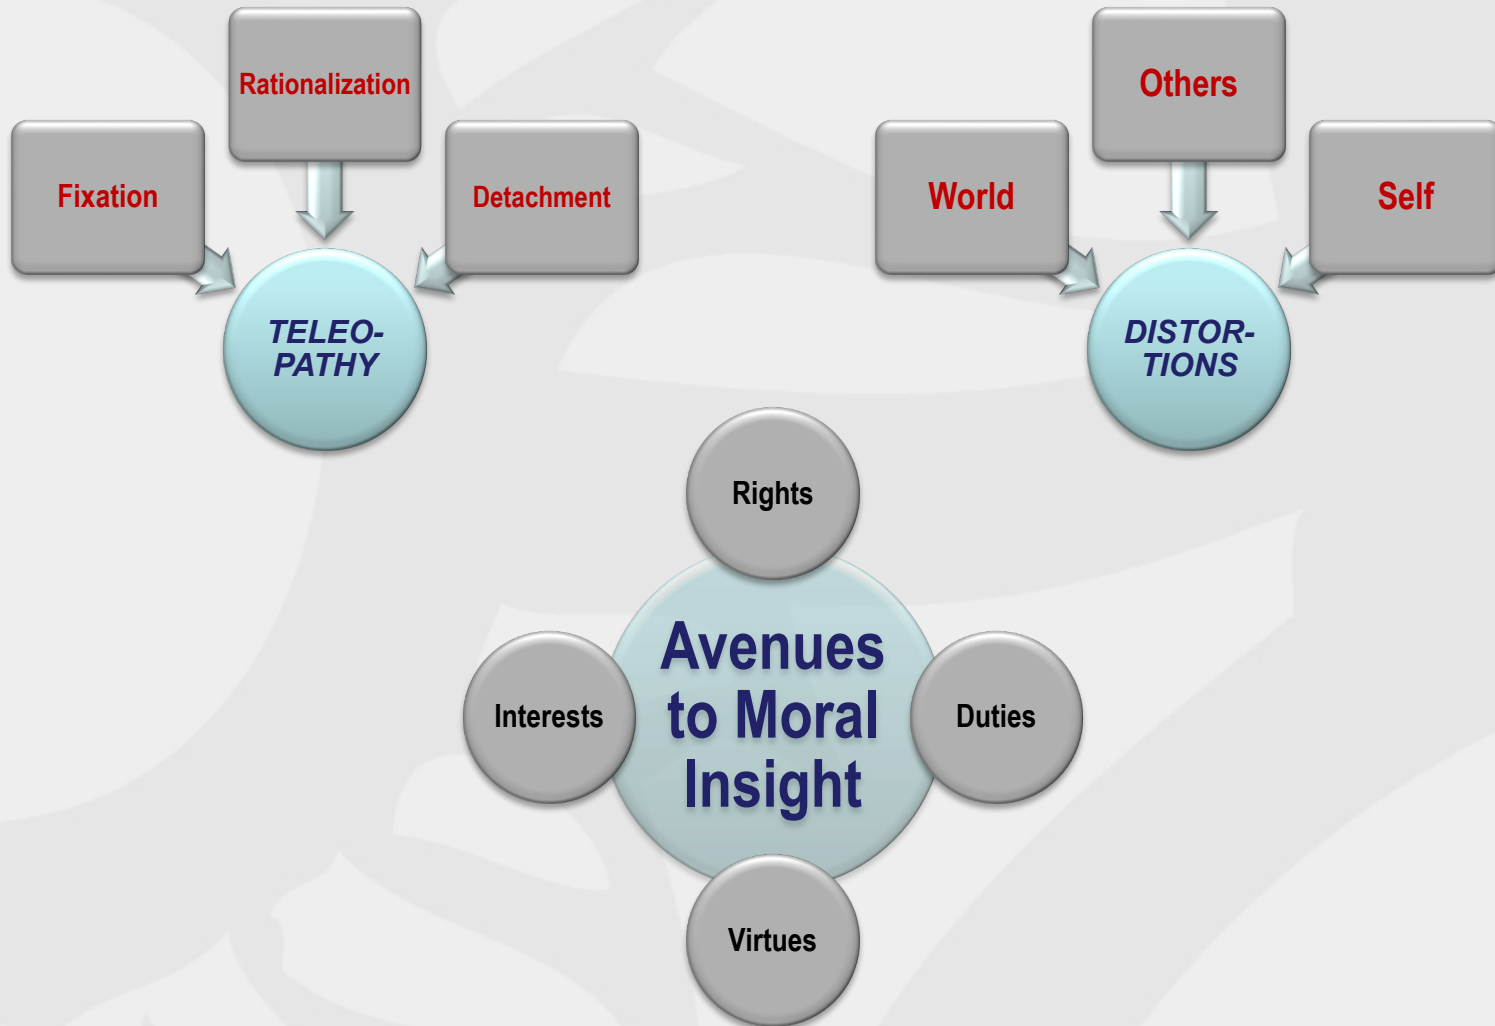 Rationalization
Fixation
Detachment
TELEO-
PATHY
Others
World
Self
DISTOR-
TIONS
Rights
Avenues
to Moral
Insight
Interests
Duties
Virtues